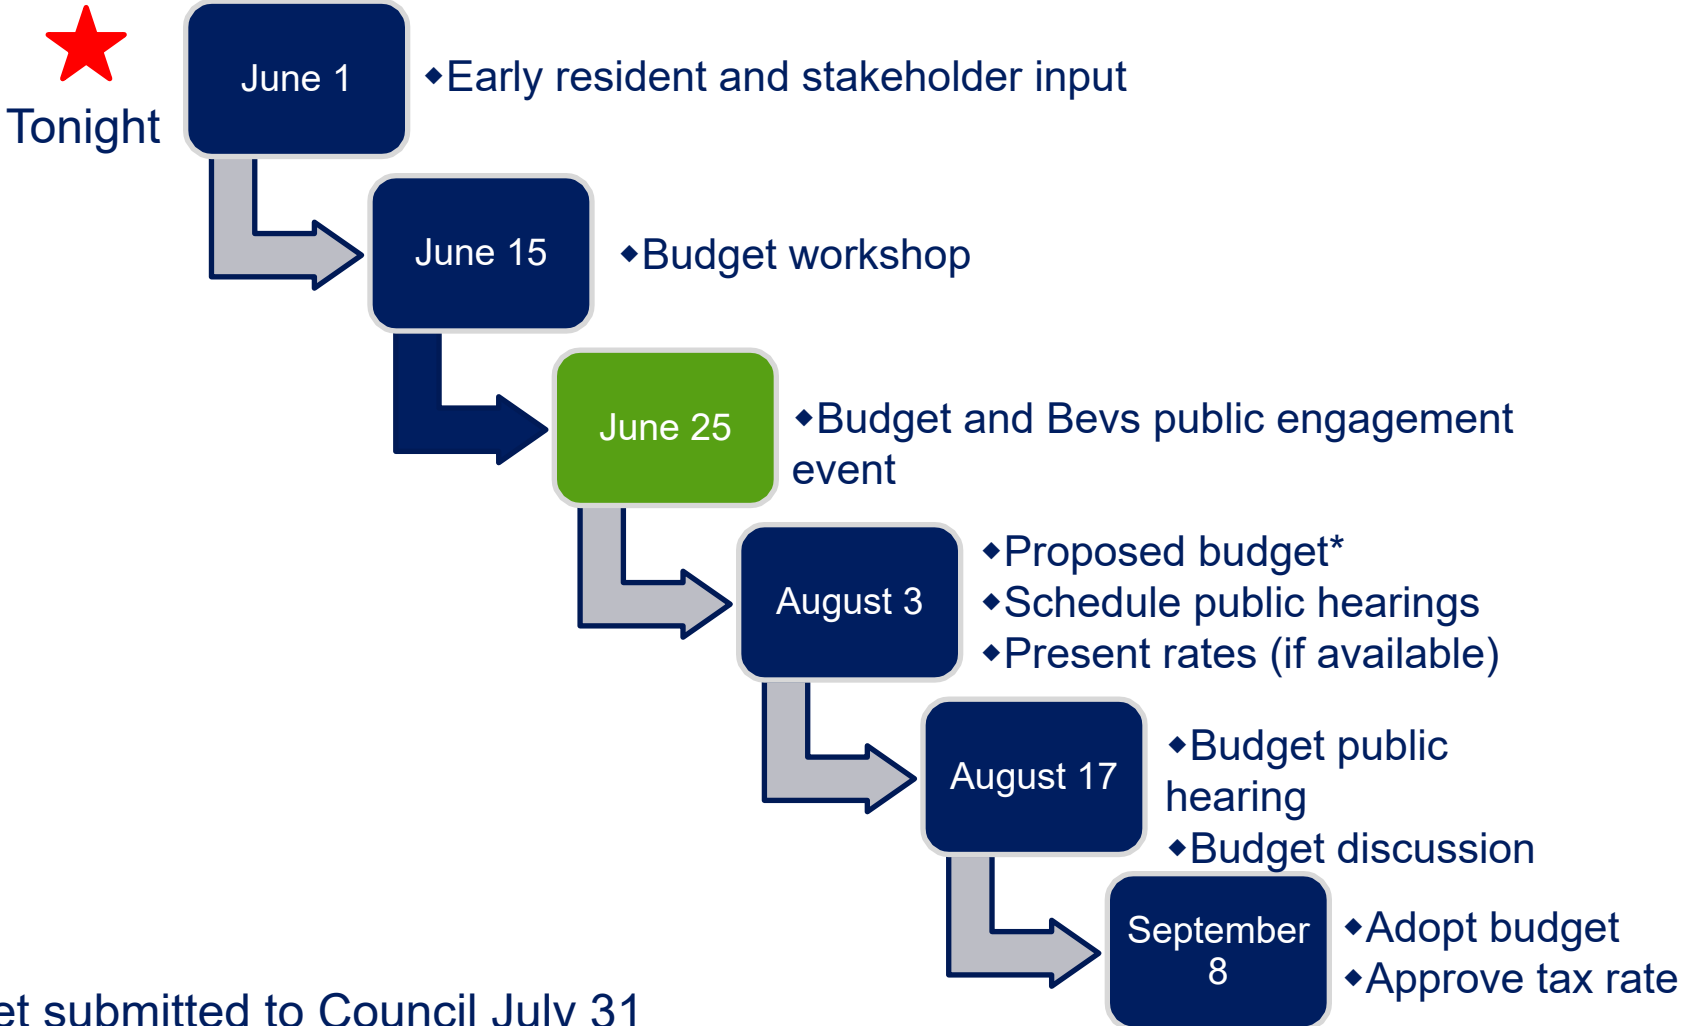 Tonight
June 1
◆Early resident and stakeholder input
June 15
◆Budget workshop
June 25
◆Budget and Bevs public engagement
event
August 3
◆Proposed budget*
◆Schedule public hearings
◆Present rates (if available)
August 17
◆Budget public
hearing
◆Budget discussion
September
8
◆Adopt budget
◆Approve tax rate
et submitted to Council July 31